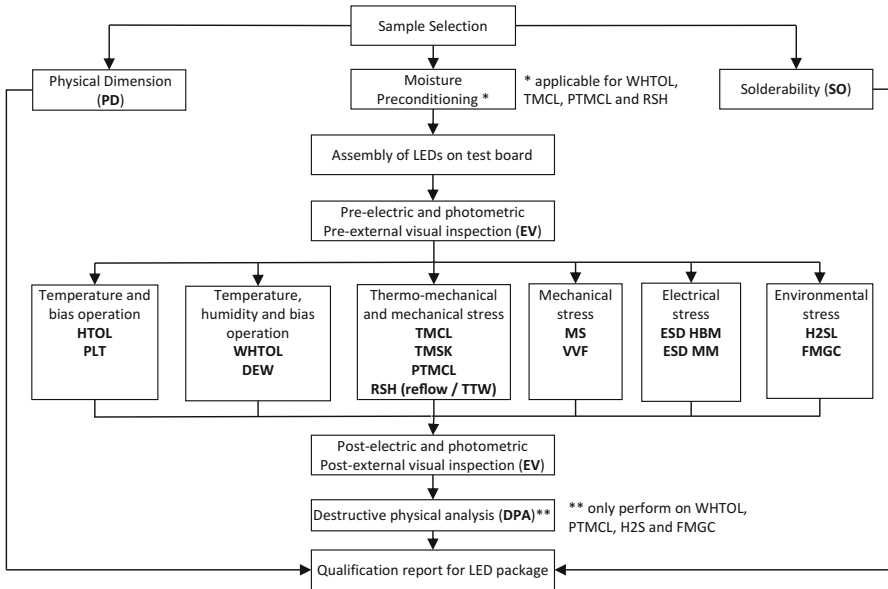 Sample Selection
Physical Dimension
(PD)
Moisture
Preconditioning *
* applicable for WHTOL,
TMCL, PTMCL and RSH
Solderability (SO)
Assembly of LEDs on test board
Pre-electric and photometric
Pre-external visual inspection (EV)
Temperature and
bias operation
HTOL
PLT
Temperature,
humidity and bias
operation
WHTOL
DEW
Thermo-mechanical
and mechanical stress
TMCL
TMSK
PTMCL
RSH (reflow / TTW)
Mechanical
stress
MS
VVF
Electrical
stress
ESD HBM
ESD MM
Environmental
stress
H2SL
FMGC
Post-electric and photometric
Post-external visual inspection (EV)
Destructive physical analysis (DPA)**
** only perform on WHTOL,
PTMCL, H2S and FMGC
Qualification report for LED package